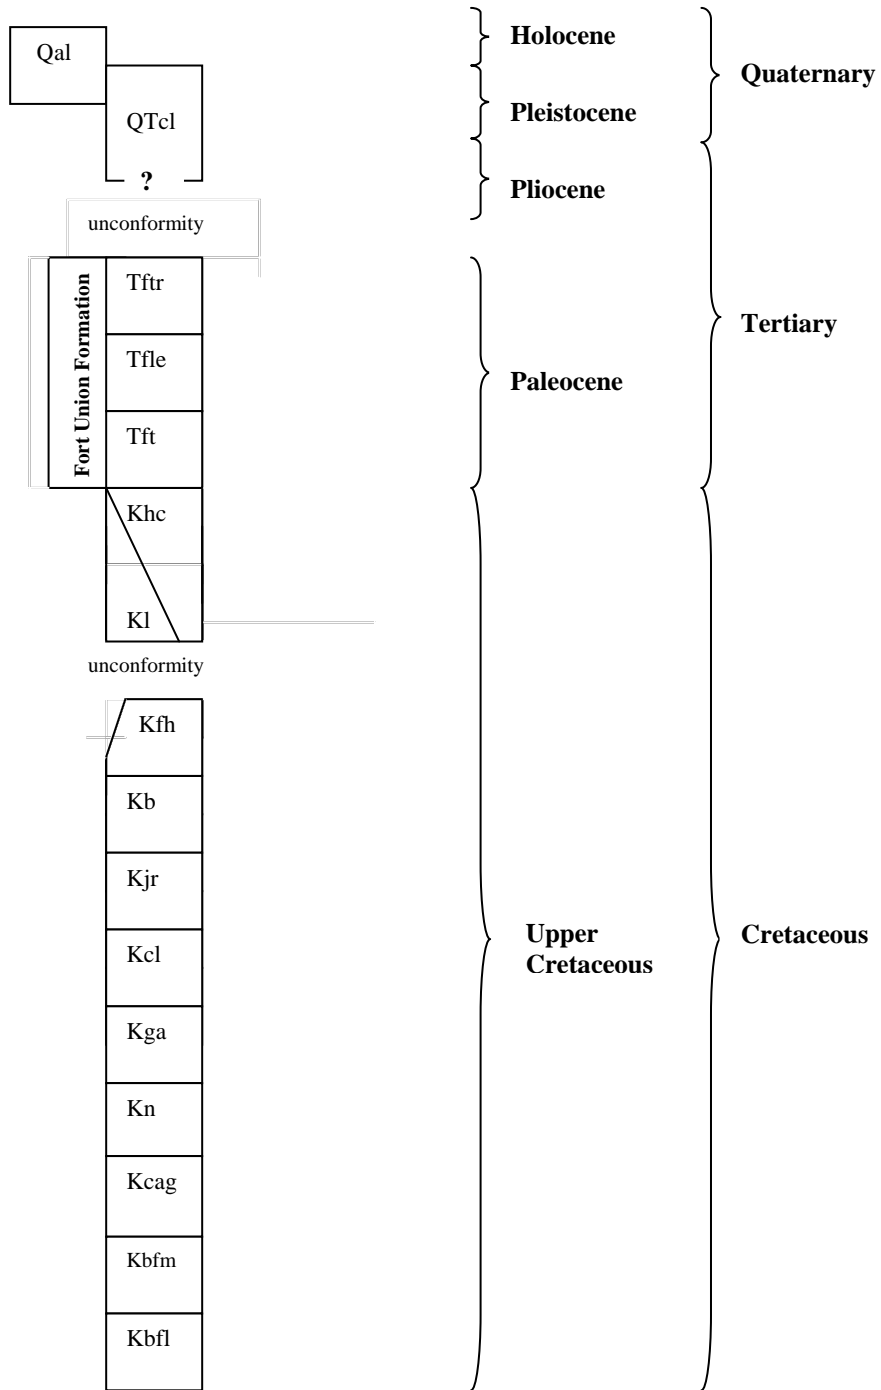 Holocene
Qal
Quaternary
Pleistocene
QTcl
?
Pliocene
unconformity
Fort Union Formation
Tftr
Tertiary
Tfle
Paleocene
Tft
Khc
Kl
unconformity
Kfh
Kb
Kjr
Kcl
Upper
Cretaceous
Cretaceous
Kga
Kn
Kcag
Kbfm
Kbfl